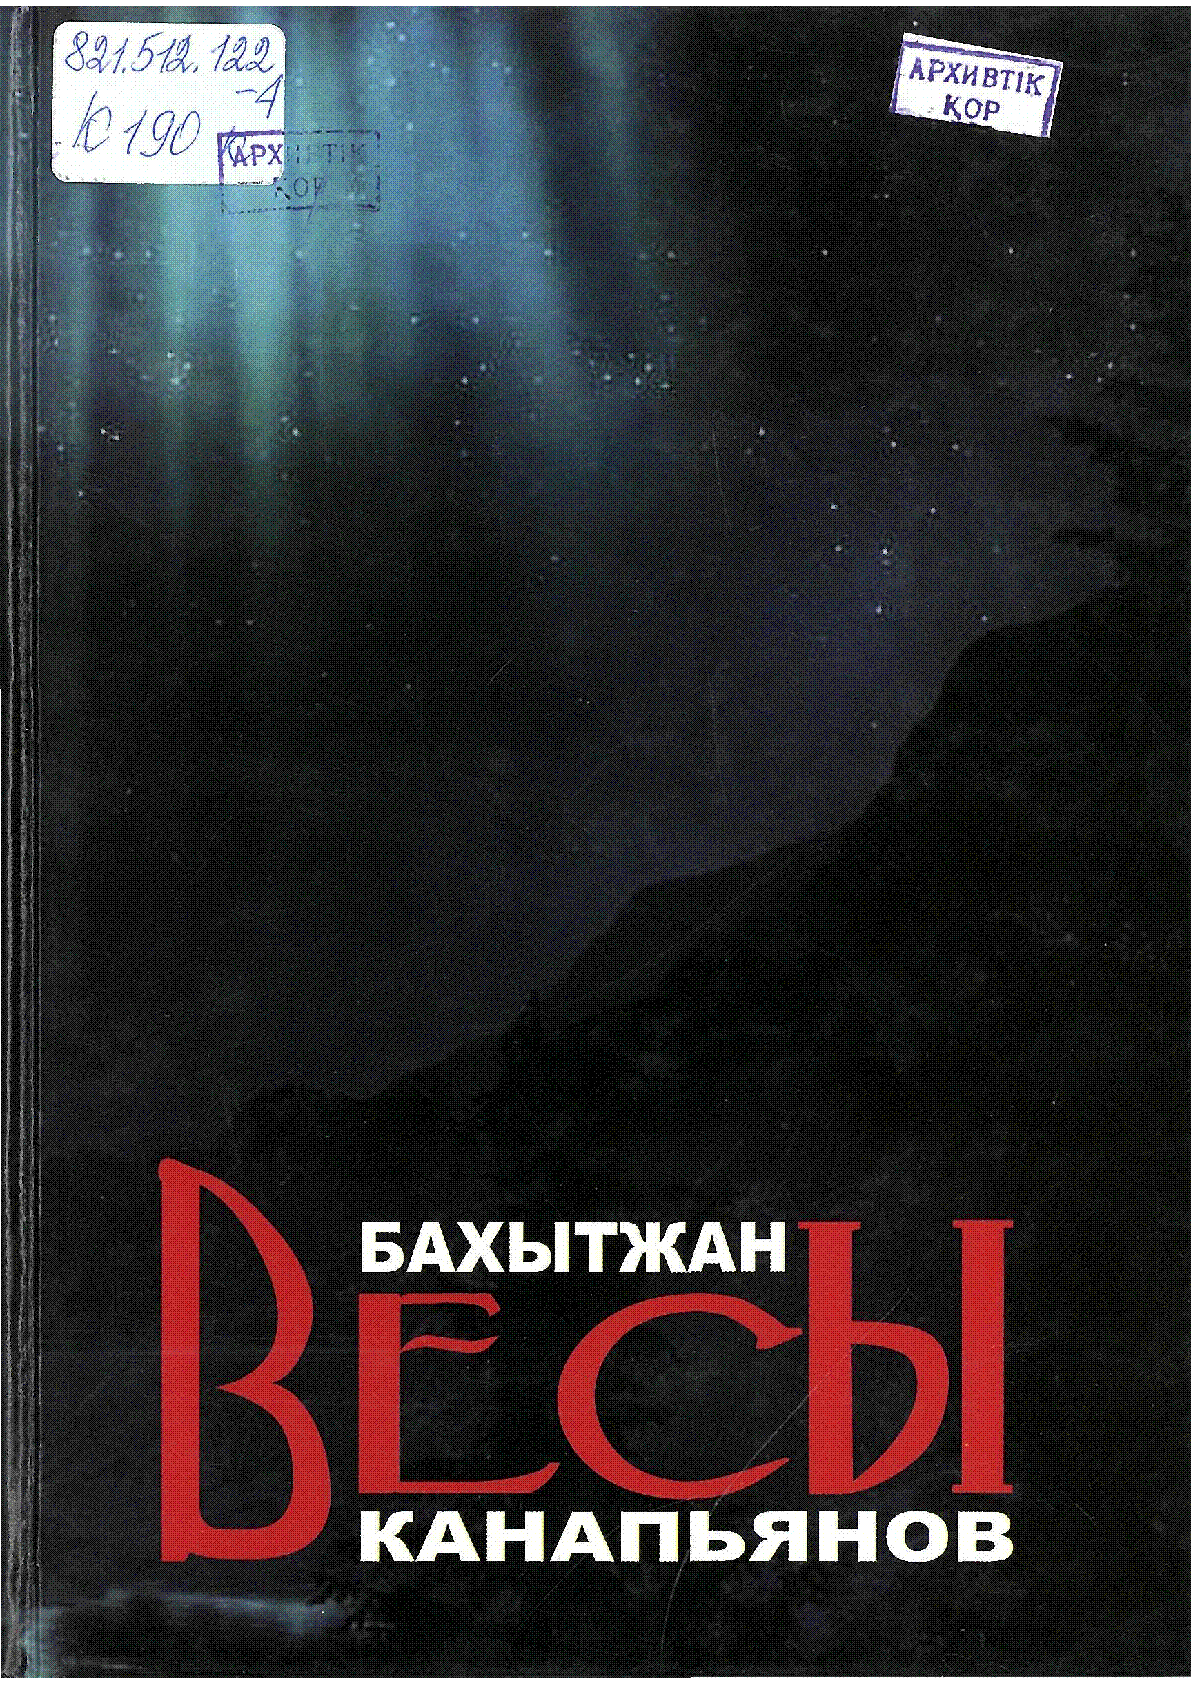 821.512.122
-4
К 190 к
АРХИВТІК
ҚОР
АРХИВТІК
ҚОР
БАХЫТЖАН
ВЕСЫ
КАНАПЬЯНОВ